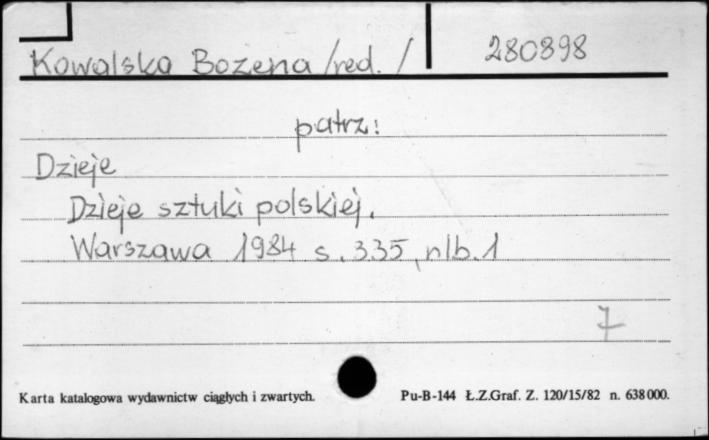 Kowalska Bożena /red./ 280898
patrz:
Dzieje
Dzieje sztuki polskiej.
Warszawa 1984 s. 335, nlb. 1
7
Karta katalogowa wydawnictw ciągłych i zwartych. Pu-B-144 Ł.Z.Graf. Z. 120/15/82 n. 638000.